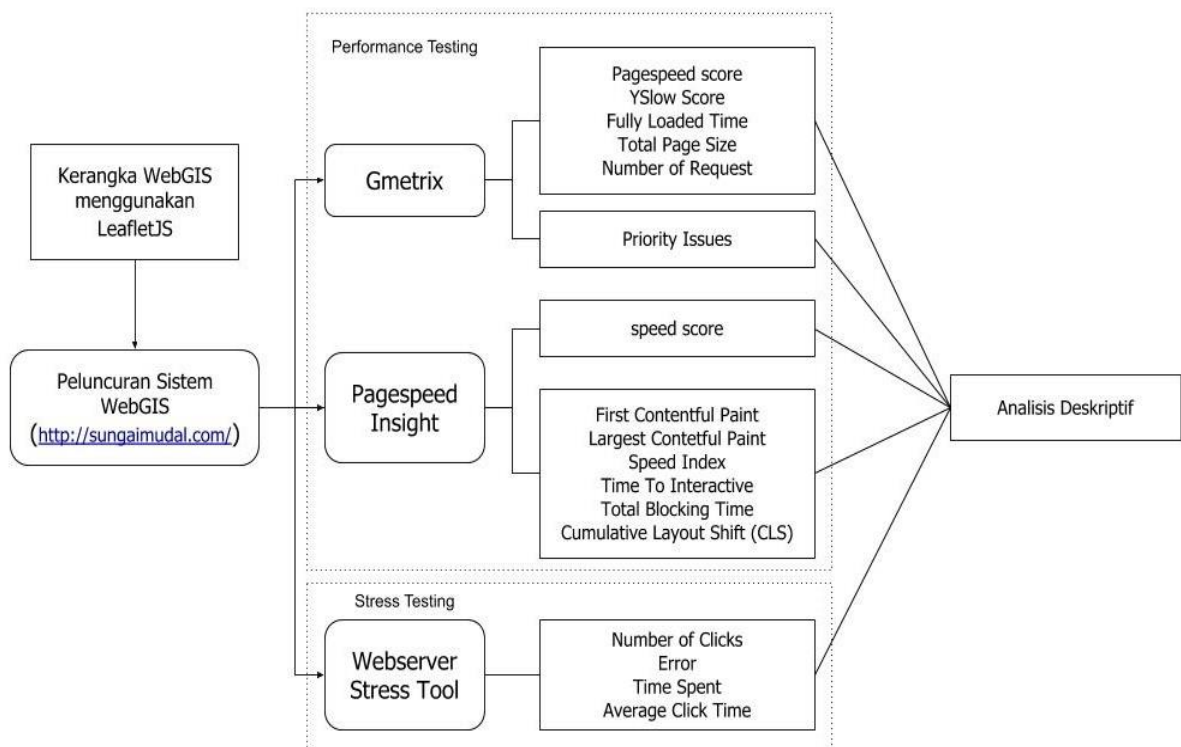 Performance Testing
Pagespeed score
YSlow Score
Fully Loaded Time
Total Page Size
Number of Request
Kerangka WebGIS
menggunakan
LeafletJS
Gmetrix
Priority Issues
speed score
Peluncuran Sistem
WebGIS
(http://sungaimudal.com/)
Pagespeed
Insight
First Contentful Paint
Largest Contetful Paint
Speed Index
Time To Interactive
Total Blocking Time
Cumulative Layout Shift (CLS)
Analisis Deskriptif
Stress Testing
Webserver
Stress Tool
Number of Clicks
Error
Time Spent
Average Click Time